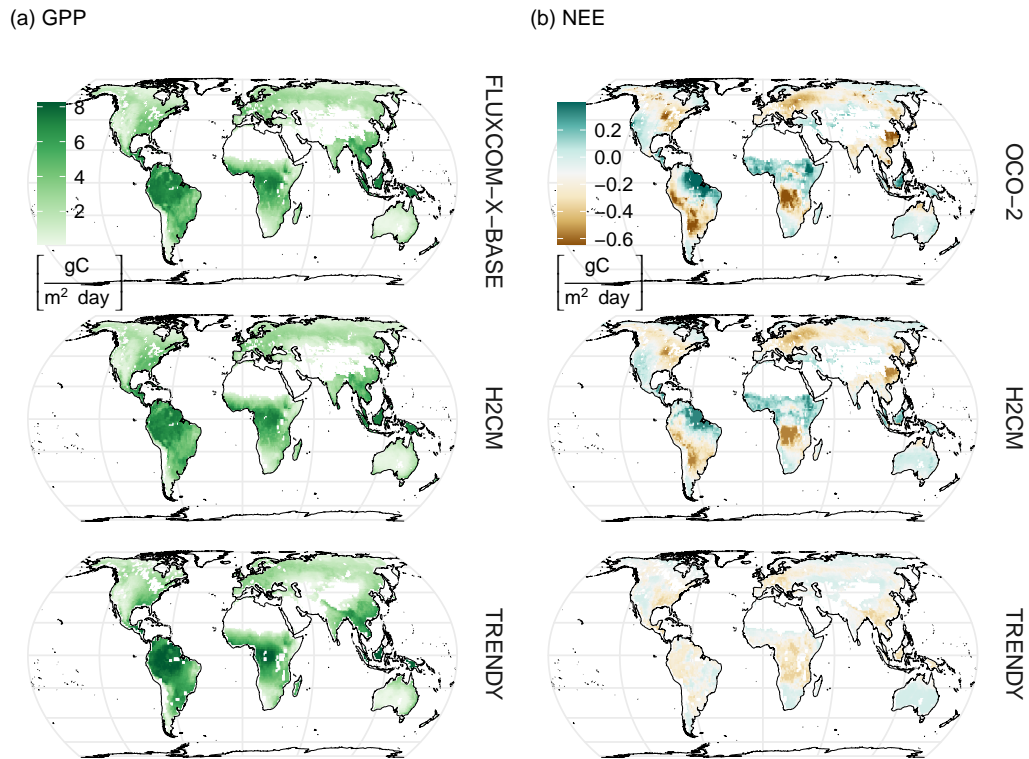 (a) GPP
(b) NEE
8
6
4
2
gC
m² day
FLUXCOM−X−BASE
0.2
0.0
−0.2
−0.4
−0.6
gC
m² day
OCO−2
H2CM
H2CM
TRENDY
TRENDY